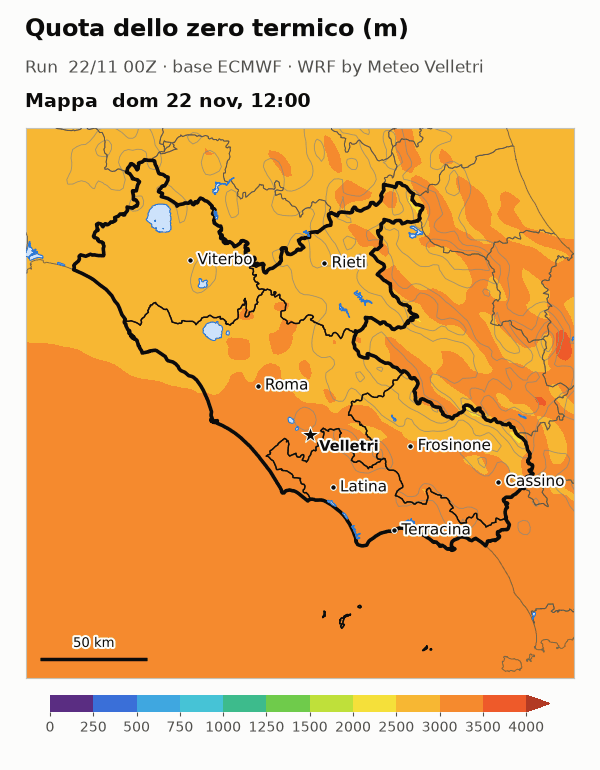 Quota dello zero termico (m)
Run 22/11 00Z · base ECMWF · WRF by Meteo Velletri
Mappa dom 22 nov, 12:00
Viterbo
Rieti
Roma
Velletri
Frosinone
Latina
Cassino
Terracina
50 km
0 250 500 750 1000 1250 1500 2000 2500 3000 3500 4000